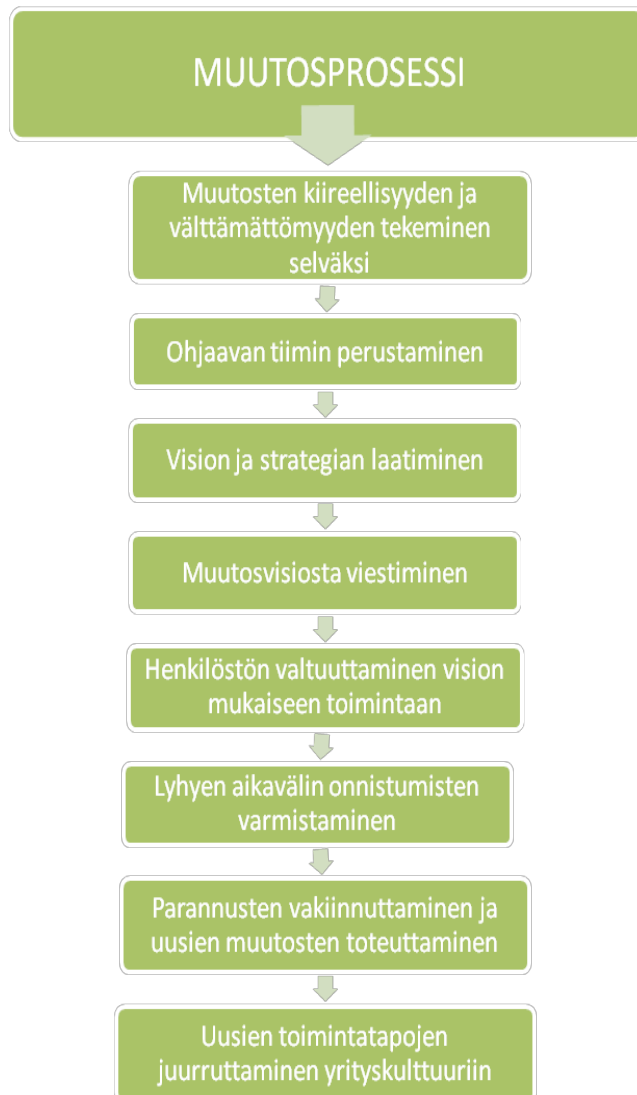 MUUTOSPROSESSI
Muutosten kiireellisyyden ja
välttämättömyyden tekeminen
selväksi
Ohjaavan tiimin perustaminen
Vision ja strategian laatiminen
Muutosvisiosta viestiminen
Henkilöstön valtuuttaminen vision
mukaiseen toimintaan
Lyhyen aikavälin onnistumisten
varmistaminen
Parannusten vakiinnuttaminen ja
uusien muutosten toteuttaminen
Uusien toimintatapojen
juurruttaminen yrityskulttuuriin